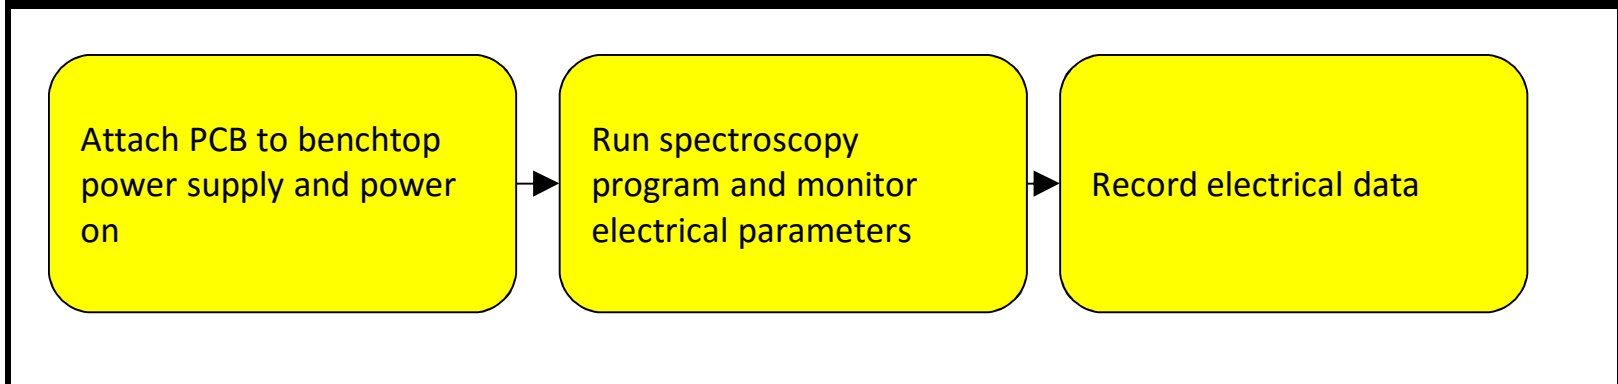 Attach PCB to benchtop
power supply and power
on
Run spectroscopy
program and monitor
electrical parameters
Record electrical data